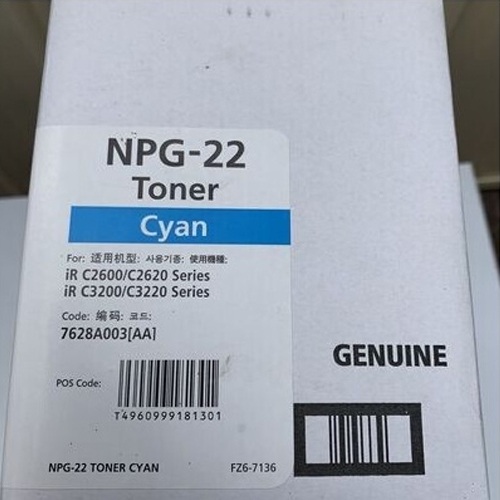 NPG-22
Toner
Cyan
For: 适用机型: 사용기종: 使用機種:
iR C2600/C2620 Series
iR C3200/C3220 Series
Code: 编码: 코드:
7628A003[AA]
GENUINE
POS Code:
T4960999181301
NPG-22 TONER CYAN FZ6-7136